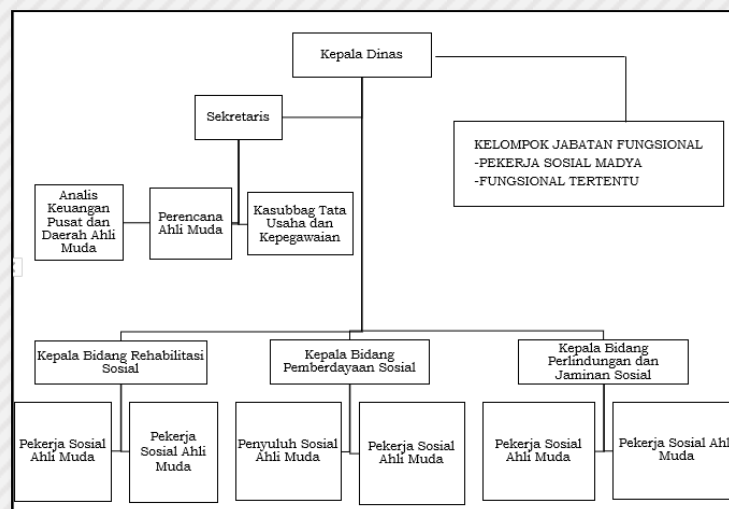 Kepala Dinas
Sekretaris
KELOMPOK JABATAN FUNGSIONAL
-PEKERJA SOSIAL MADYA
-FUNGSIONAL TERTENTU
Analis
Keuangan
Pusat dan
Daerah Ahli
Muda
Perencana
Ahli Muda
Kasubbag Tata
Usaha dan
Kepegawaian
Kepala Bidang Rehabilitasi
Sosial
Kepala Bidang
Pemberdayaan Sosial
Kepala Bidang
Perlindungan dan
Jaminan Sosial
Pekerja Sosial
Ahli Muda
Pekerja
Sosial Ahli
Muda
Penyuluh Sosial
Ahli Muda
Pekerja Sosial
Ahli Muda
Pekerja Sosial
Ahli Muda
Pekerja Sosial Ahli
Muda